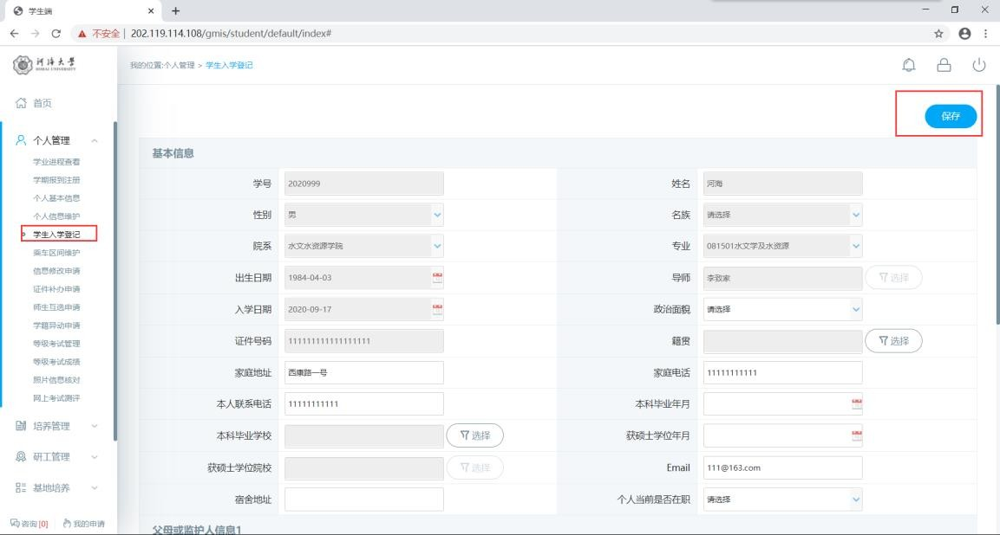 学生端
不安全 | 202.119.114.108/gmis/student/default/index#
河海大学
HOHAI UNIVERSITY
我的位置:个人管理 > 学生入学登记
首页
个人管理
学业进程查看
学期报到注册
个人基本信息
个人信息维护
学生入学登记
乘车区间维护
信息修改申请
证件补办申请
师生互选申请
学籍异动申请
等级考试管理
等级考试成绩
照片信息核对
网上考试测评
培养管理
研工管理
基地培养
咨询[0] 我的申请
保存
基本信息
学号 2020999 姓名 河海
性别 男 名族 请选择
院系 水文水资源学院 专业 081501水文学及水资源
出生日期 1984-04-03 导师 李致家 选择
入学日期 2020-09-17 政治面貌 请选择
证件号码 111111111111111111 籍贯 选择
家庭地址 西康路一号 家庭电话 11111111111
本人联系电话 11111111111 本科毕业年月
本科毕业学校 选择 获硕士学位年月
获硕士学位院校 选择 Email 111@163.com
宿舍地址 个人当前是否在职 请选择
父母或监护人信息1